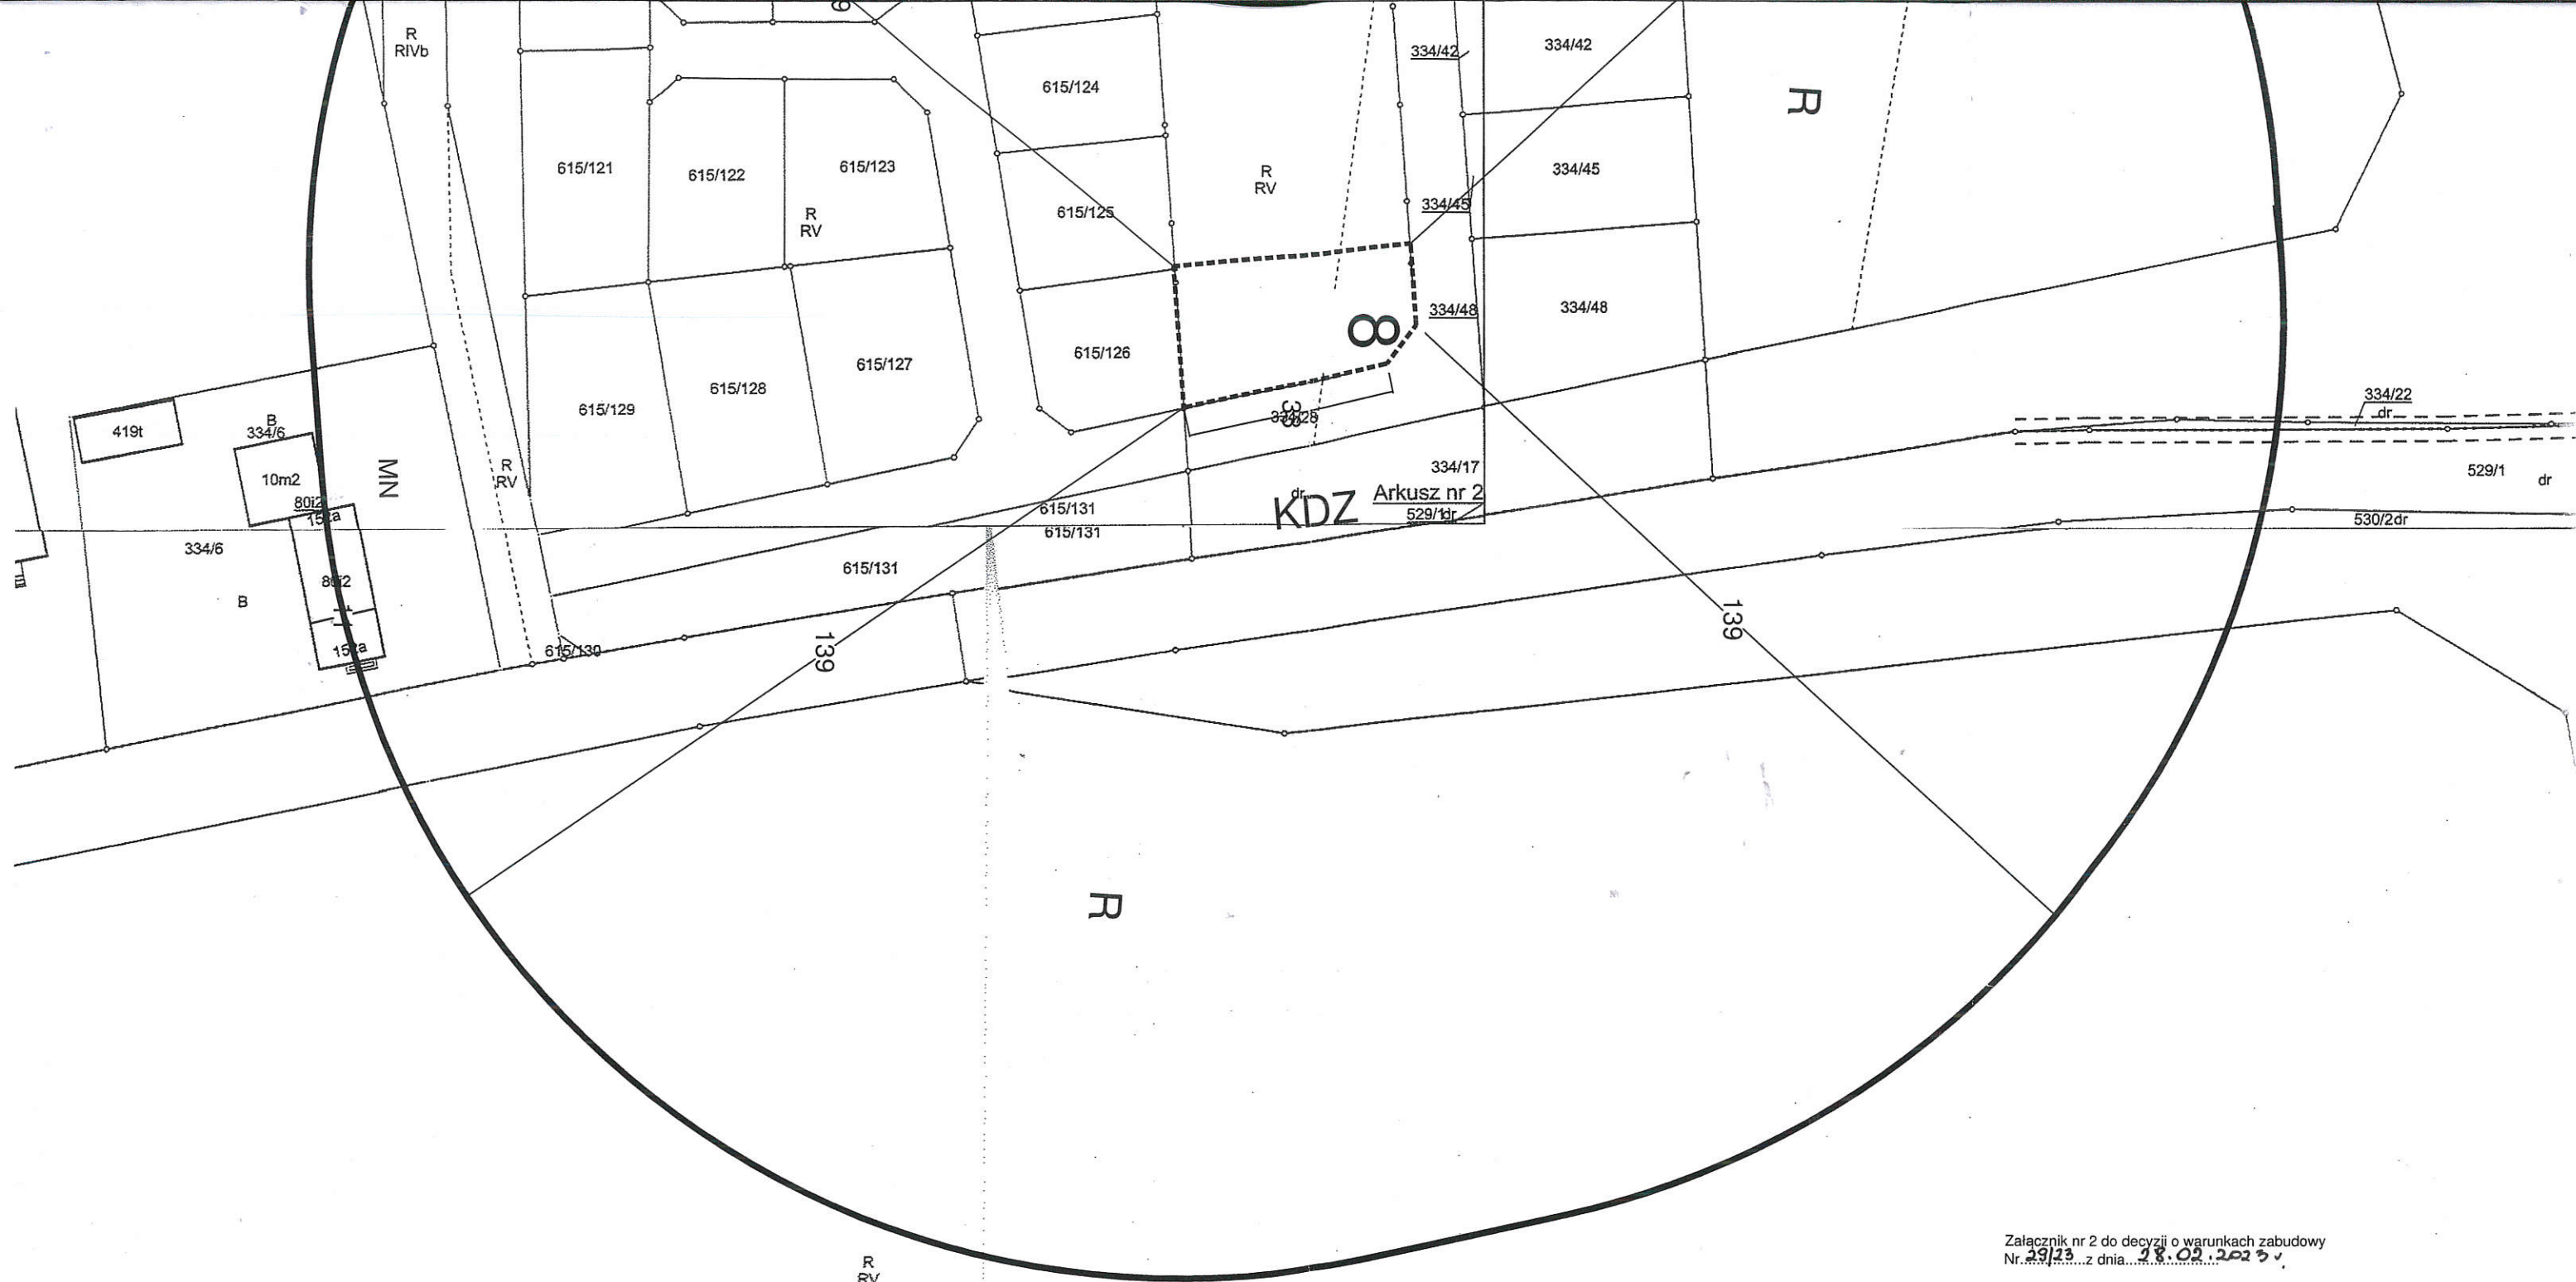 R
RIVb
334/42
334/42
615/124
R
615/121
615/122
615/123
R
RV
334/45
R
RV
615/125
334/45
8
334/48
334/48
615/126
615/127
615/128
615/129
334/22
dr
B
334/6
419t
10m2
MN
R
RV
334/17
529/1
dr
dr
KDZ
Arkusz nr 2
529/1dr
615/131
615/131
530/2dr
80i2
334/6
615/131
B
139
139
615/130
R
R
RV
Załącznik nr 2 do decyzji o warunkach zabudowy
Nr 29/23 z dnia 28.02.2023